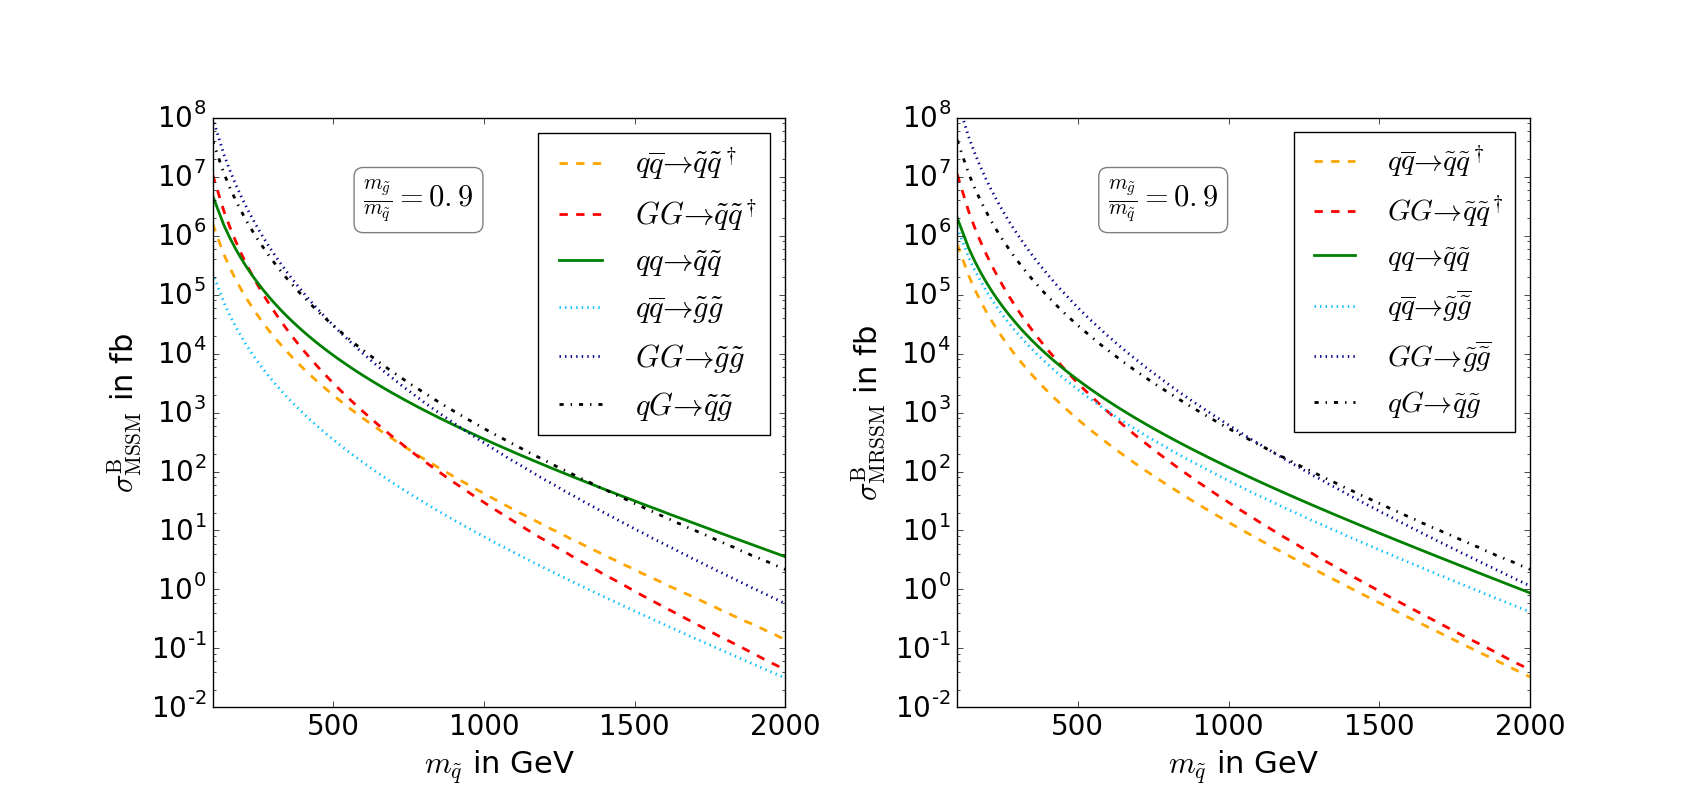 10^8
10^7
10^6
10^5
10^4
10^3
10^2
10^1
10^0
10^-1
10^-2
σ^B_MSSM in fb
m_g̃/m_q̃ = 0.9
qq̅→q̃q̃†
GG→q̃q̃†
qq→q̃q̃
qq̅→g̃g̃
GG→g̃g̃
qG→q̃g̃
500 1000 1500 2000
m_q̃ in GeV
10^8
10^7
10^6
10^5
10^4
10^3
10^2
10^1
10^0
10^-1
10^-2
σ^B_MRSSM in fb
m_g̃/m_q̃ = 0.9
qq̅→q̃q̃†
GG→q̃q̃†
qq→q̃q̃
qq̅→g̃g̃̅
GG→g̃g̃̅
qG→q̃g̃
500 1000 1500 2000
m_q̃ in GeV